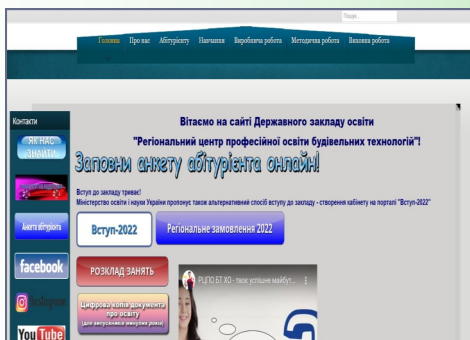 Пошук...
Головна Про нас Абітурієнту Навчання Виробнича робота Методична робота Виховна робота
Контакти
ЯК НАС ЗНАЙТИ
Анкета абітурієнта
facebook
Instagram
You Tube
Вітаємо на сайті Державного закладу освіти
"Регіональний центр професійної освіти будівельних технологій"!
Заповни анкету абітурієнта онлайн!
Вступ до закладу триває!
Міністерство освіти і науки України пропонує також альтернативний спосіб вступу до закладу - створення кабінету на порталі "Вступ-2022"
Вступ-2022
Регіональне замовлення 2022
РОЗКЛАД ЗАНЯТЬ
Цифрова копія документа
про освіту
(для випускників минулих років)
РЦПО БТ ХО - твоє успішне майбут...